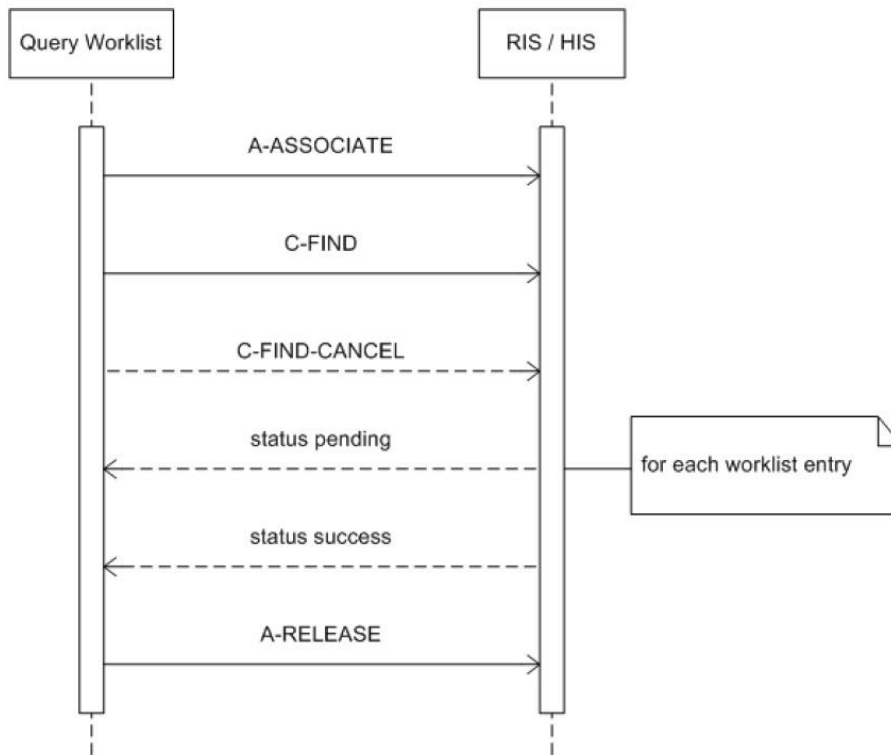 Query Worklist
RIS / HIS
A-ASSOCIATE
C-FIND
C-FIND-CANCEL
status pending
for each worklist entry
status success
A-RELEASE